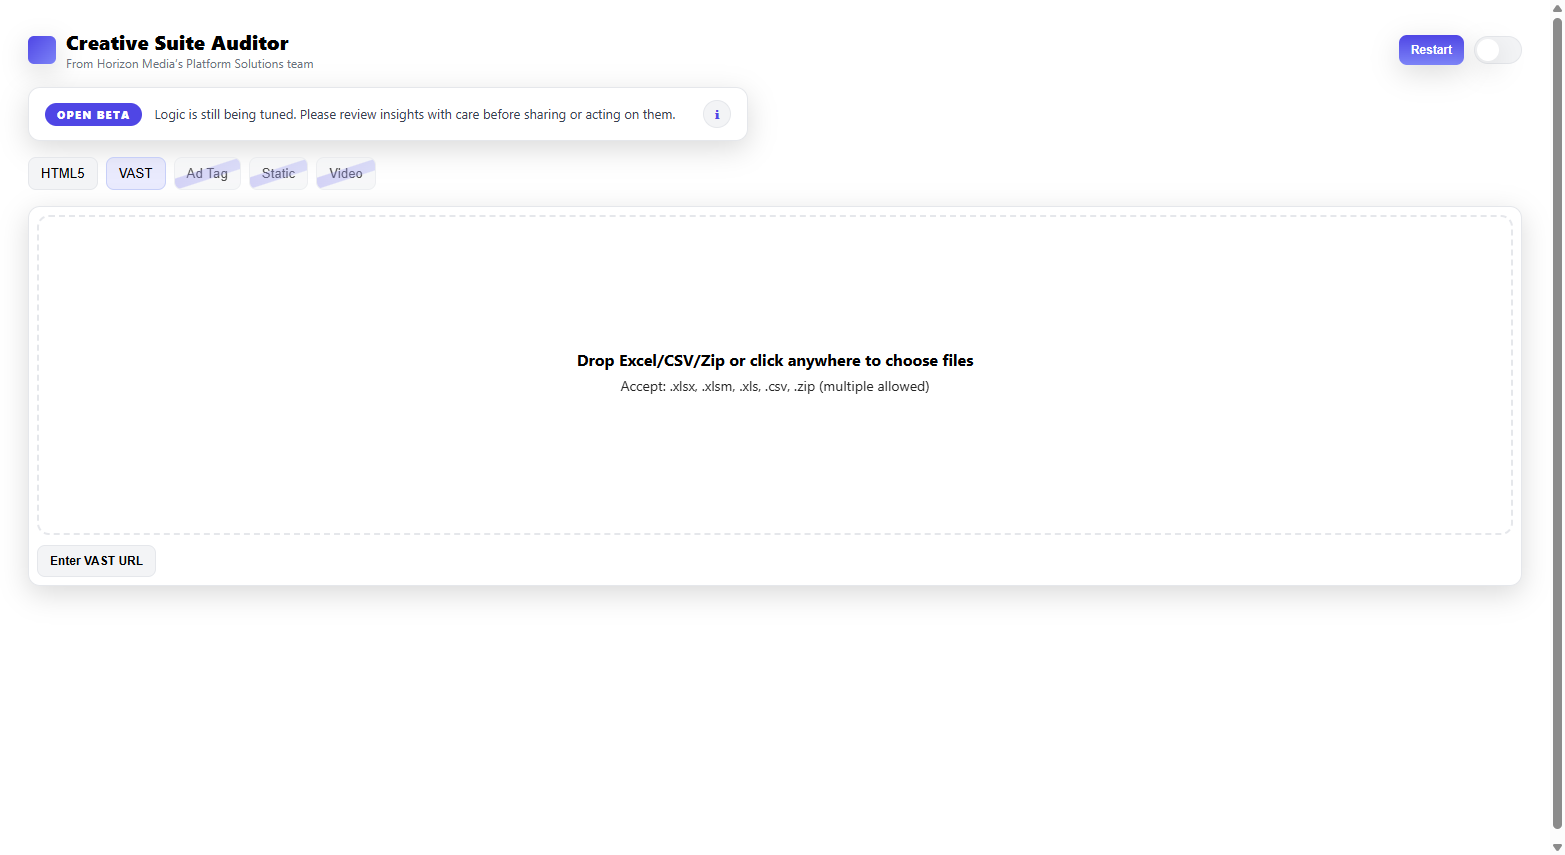 Creative Suite Auditor
From Horizon Media's Platform Solutions team
Restart
OPEN BETA
Logic is still being tuned. Please review insights with care before sharing or acting on them.
i
HTML5
VAST
Ad Tag
Static
Video
Drop Excel/CSV/Zip or click anywhere to choose files
Accept: .xlsx, .xlsm, .xls, .csv, .zip (multiple allowed)
Enter VAST URL